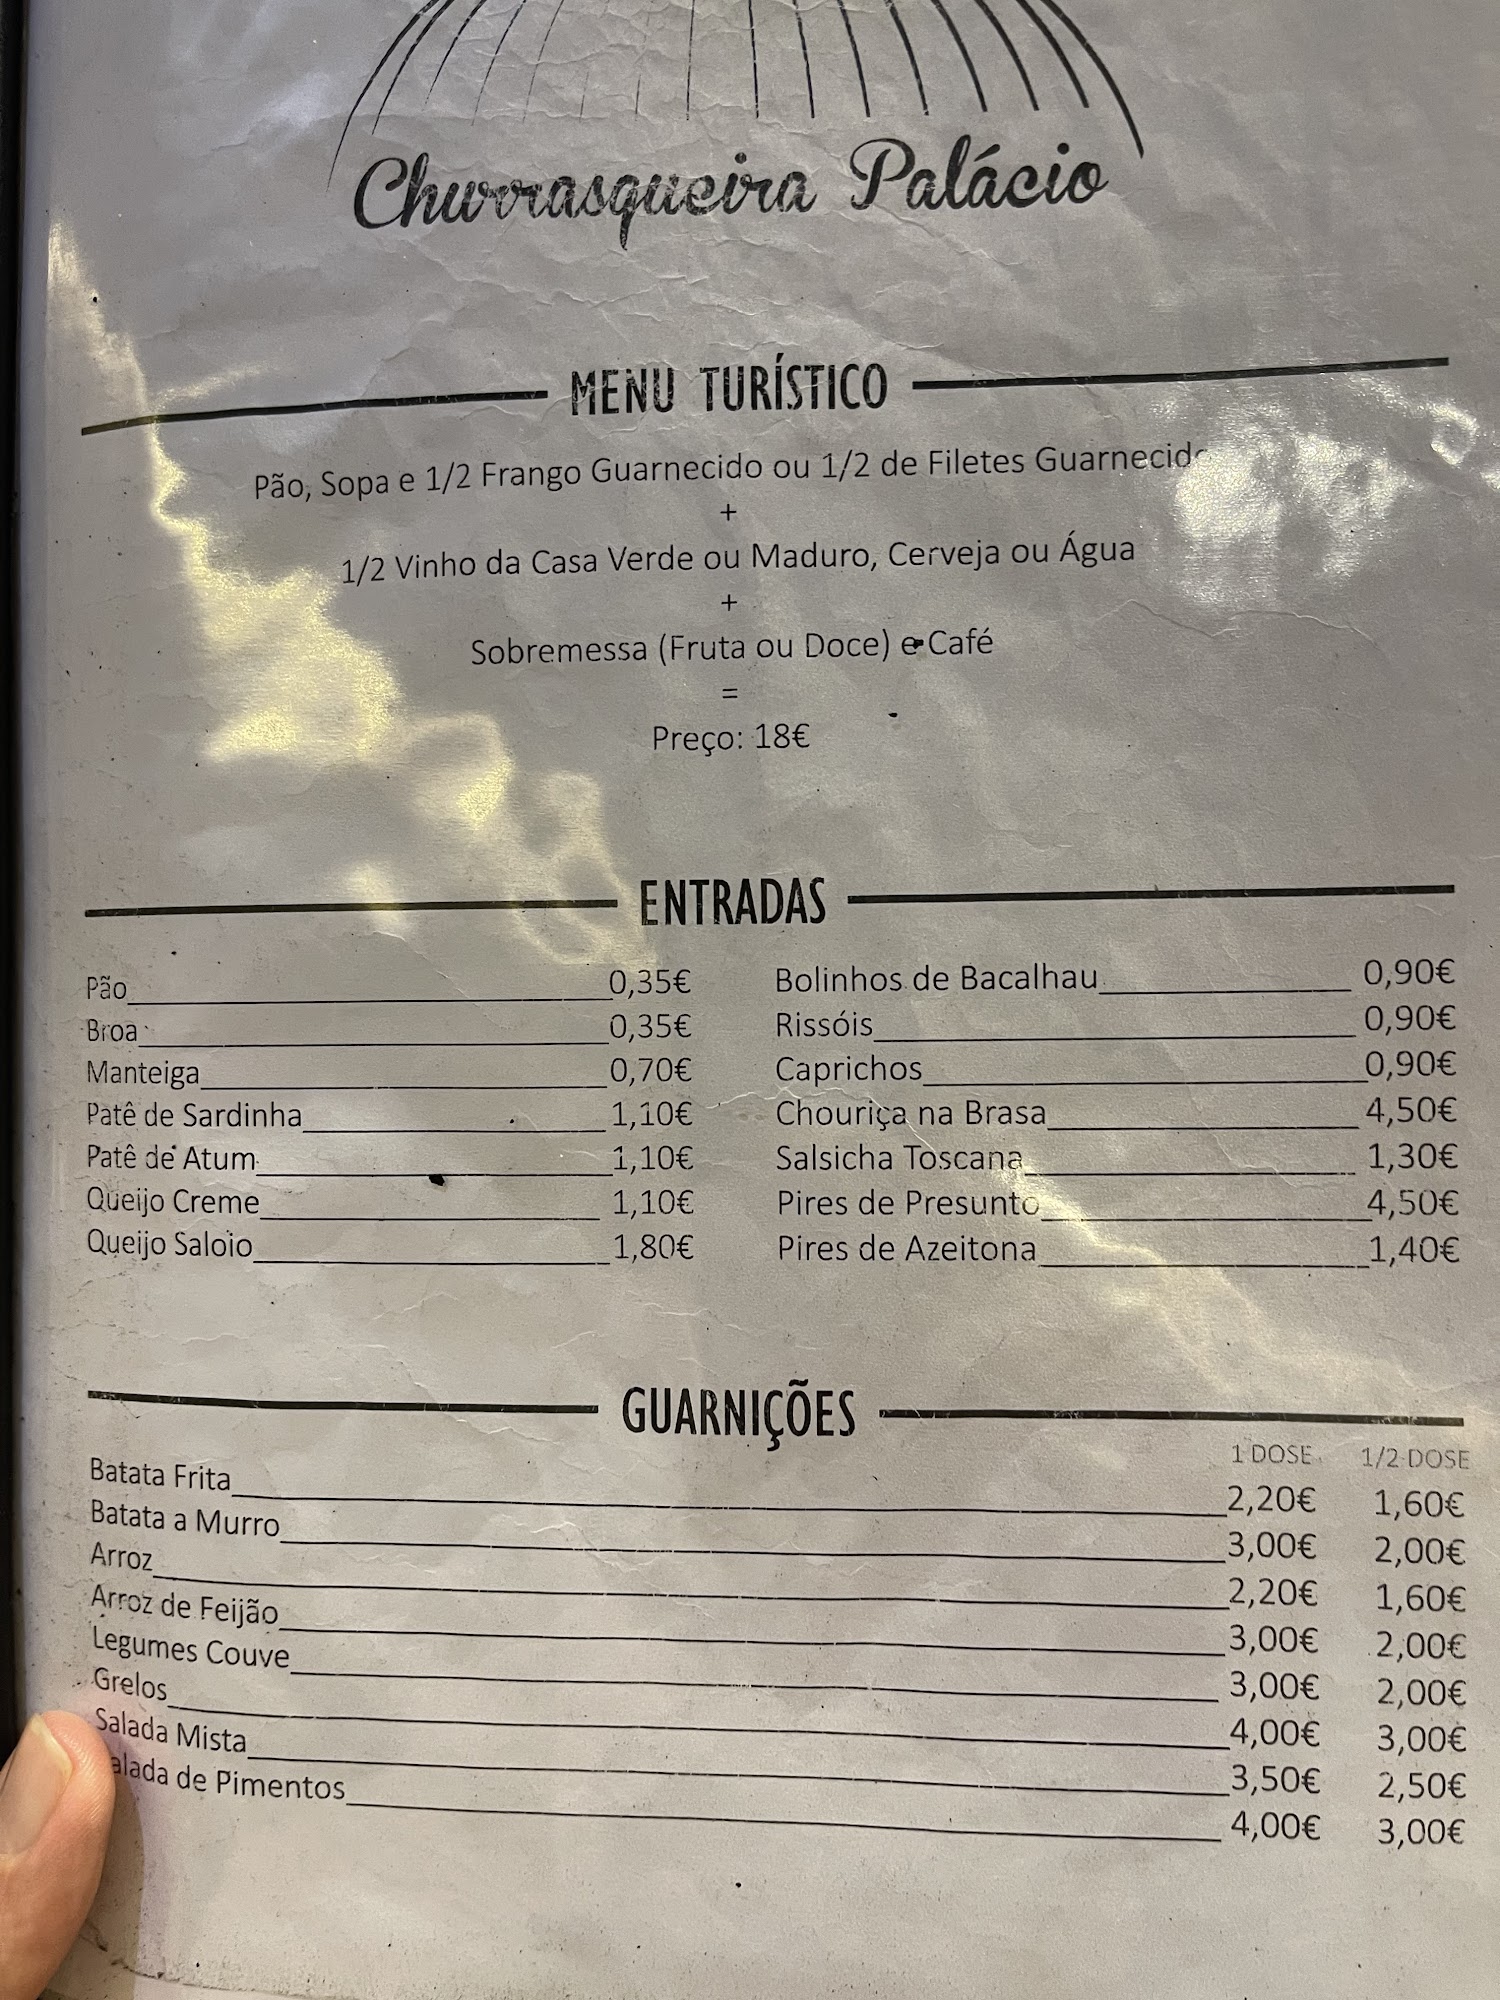 Churrasqueira Palácio
MENU TURÍSTICO
Pão, Sopa e 1/2 Frango Guarnecido ou 1/2 de Filetes
+
1/2 Vinho da Casa Verde ou Maduro, Cerveja ou Água
+
Sobremessa (Fruta ou Doce) e Café
=
Preço: 18€
ENTRADAS
Pão 0,35€
Broa 0,35€
Manteiga 0,70€
Patê de Sardinha 1,10€
Patê de Atum 1,10€
Queijo Creme 1,10€
Queijo Saloio 1,80€
Bolinhos de Bacalhau 0,90€
Rissóis 0,90€
Caprichos 0,90€
Chouriça na Brasa 4,50€
Salsicha Toscana 1,30€
Pires de Presunto 4,50€
Pires de Azeitona 1,40€
GUARNIÇÕES
1 DOSE 1/2 DOSE
Batata Frita 2,20€ 1,60€
Batata a Murro 3,00€ 2,00€
Arroz 2,20€ 1,60€
Arroz de Feijão 3,00€ 2,00€
Legumes Couve 3,00€ 2,00€
Grelos 4,00€ 3,00€
Salada Mista 3,50€ 2,50€
de Pimentos 4,00€ 3,00€